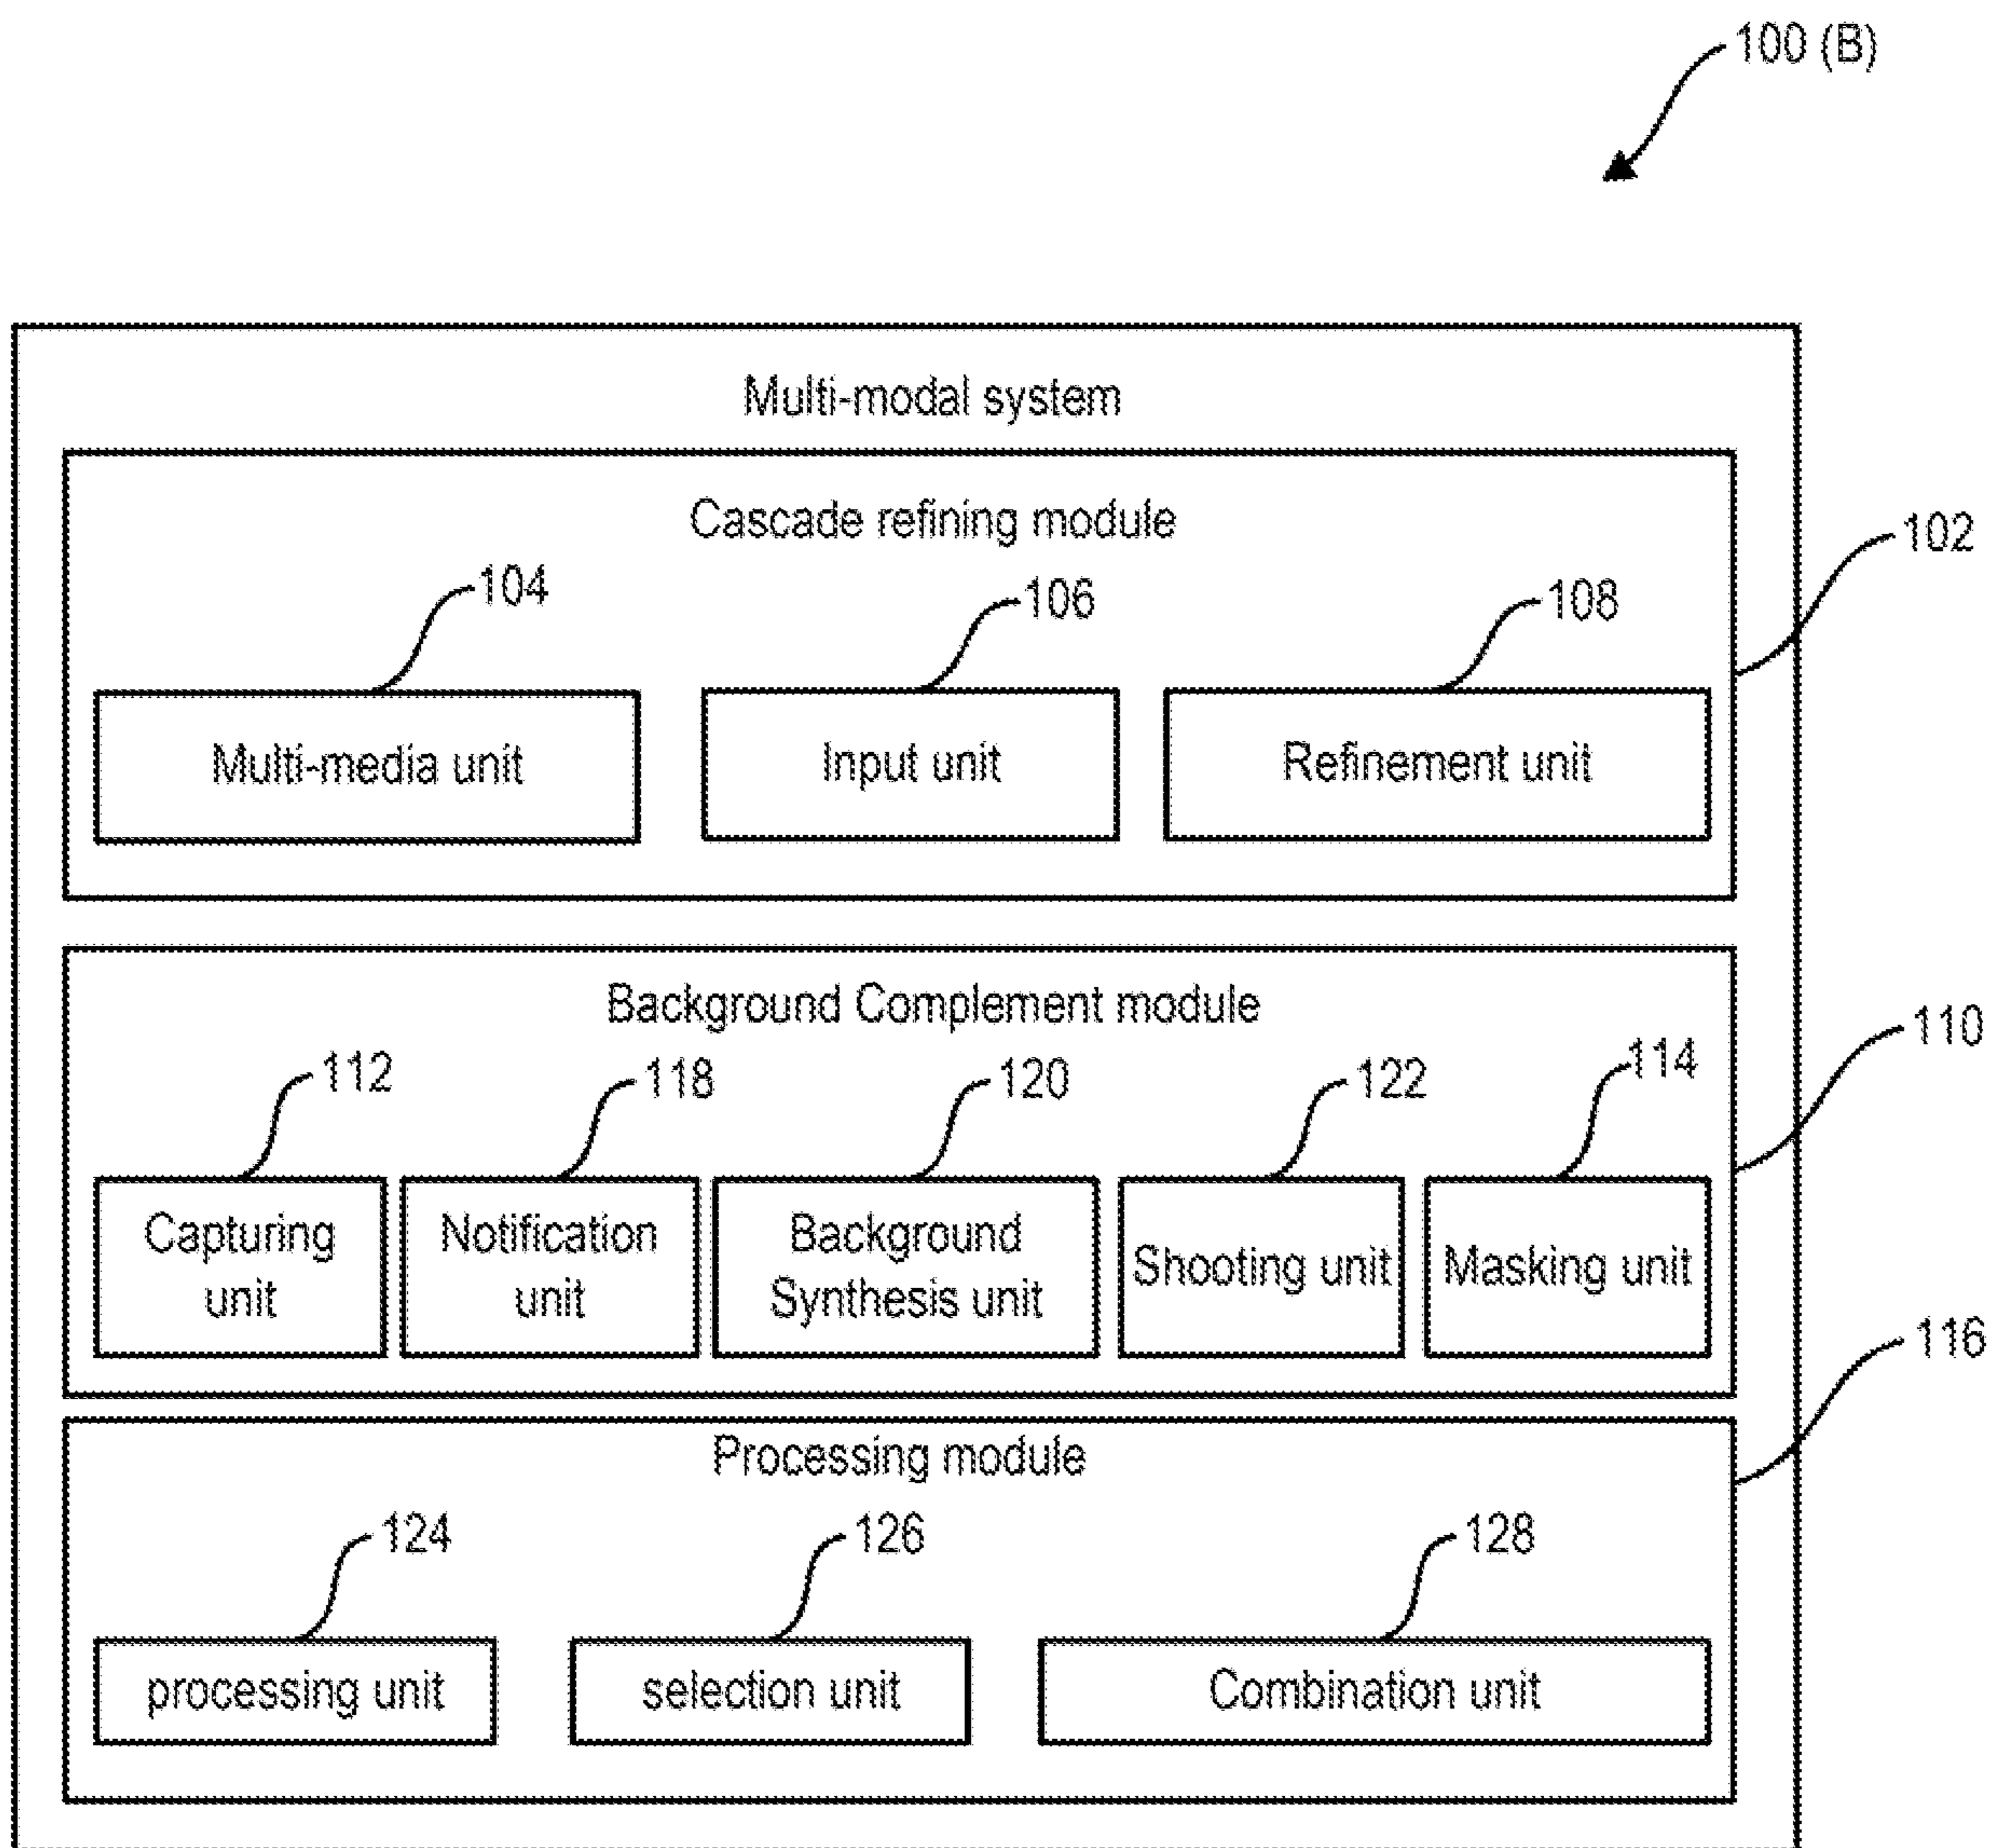 100 (B)
Multi-modal system
Cascade refining module
102
104
106
108
Multi-media unit
Input unit
Refinement unit
Background Complement module
110
112
118
120
122
114
Capturing
unit
Notification
unit
Background
Synthesis unit
Shooting unit
Masking unit
116
Processing module
124
126
128
processing unit
selection unit
Combination unit